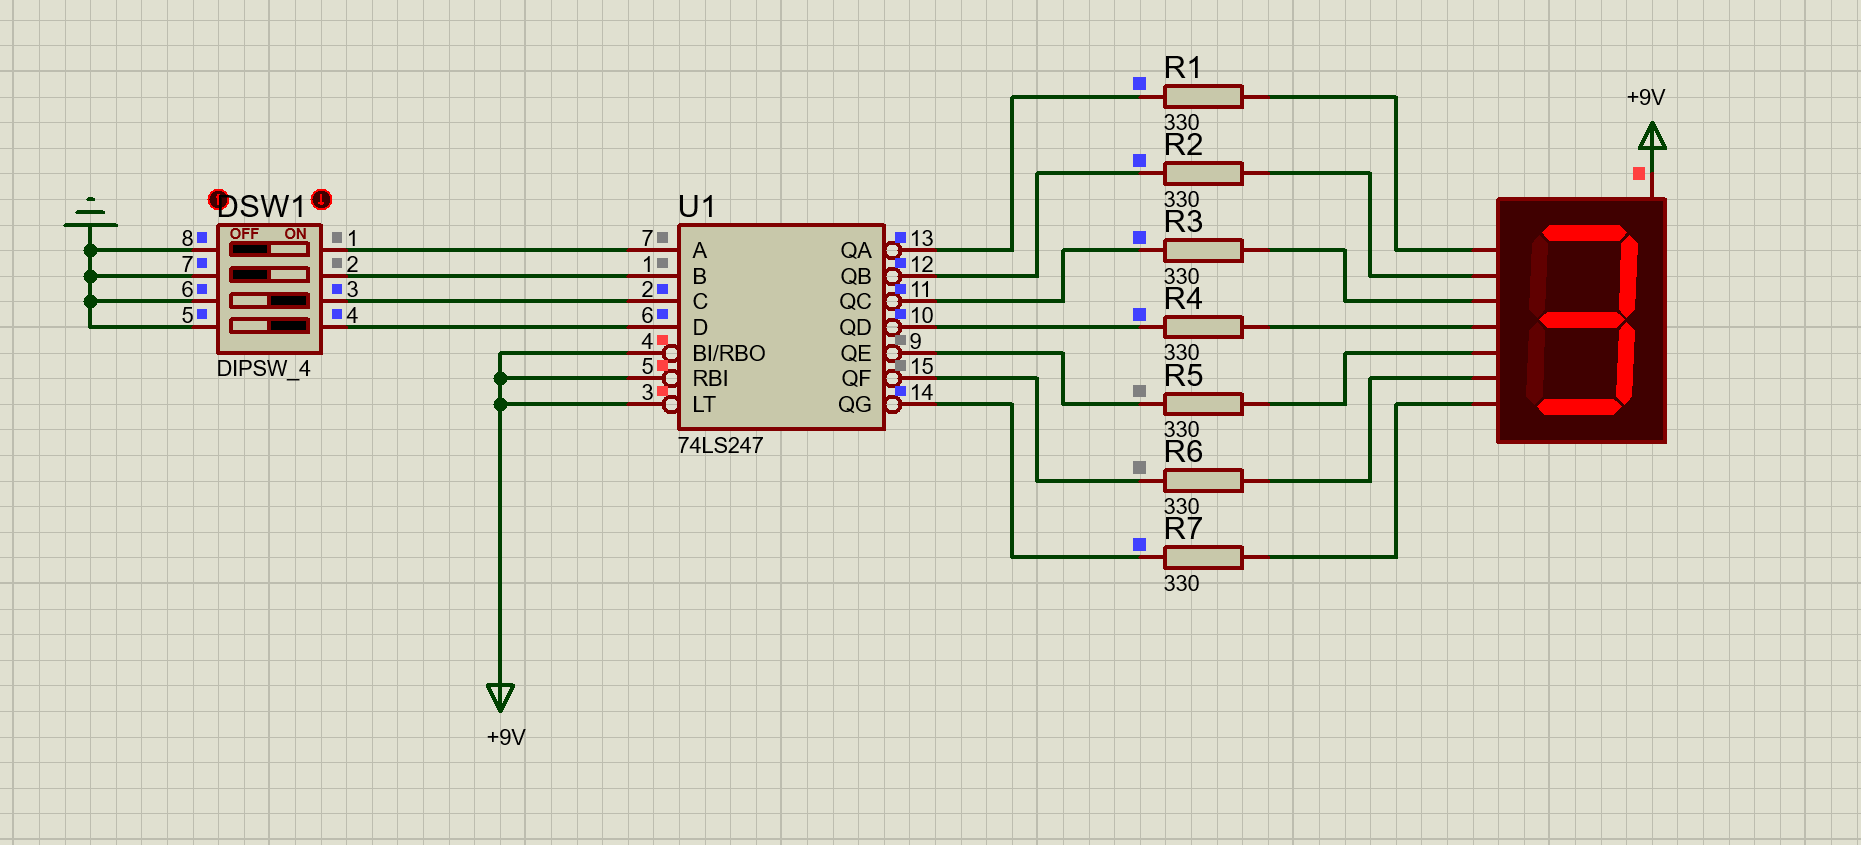 R1
330
R2
330
R3
330
R4
330
R5
330
R6
330
R7
330
+9V
DSW1
OFF ON
8 1
7 2
6 3
5 4
DIPSW_4
U1
7 A QA 13
1 B QB 12
2 C QC 11
6 D QD 10
4 BI/RBO QE 9
5 RBI QF 15
3 LT QG 14
74LS247
+9V